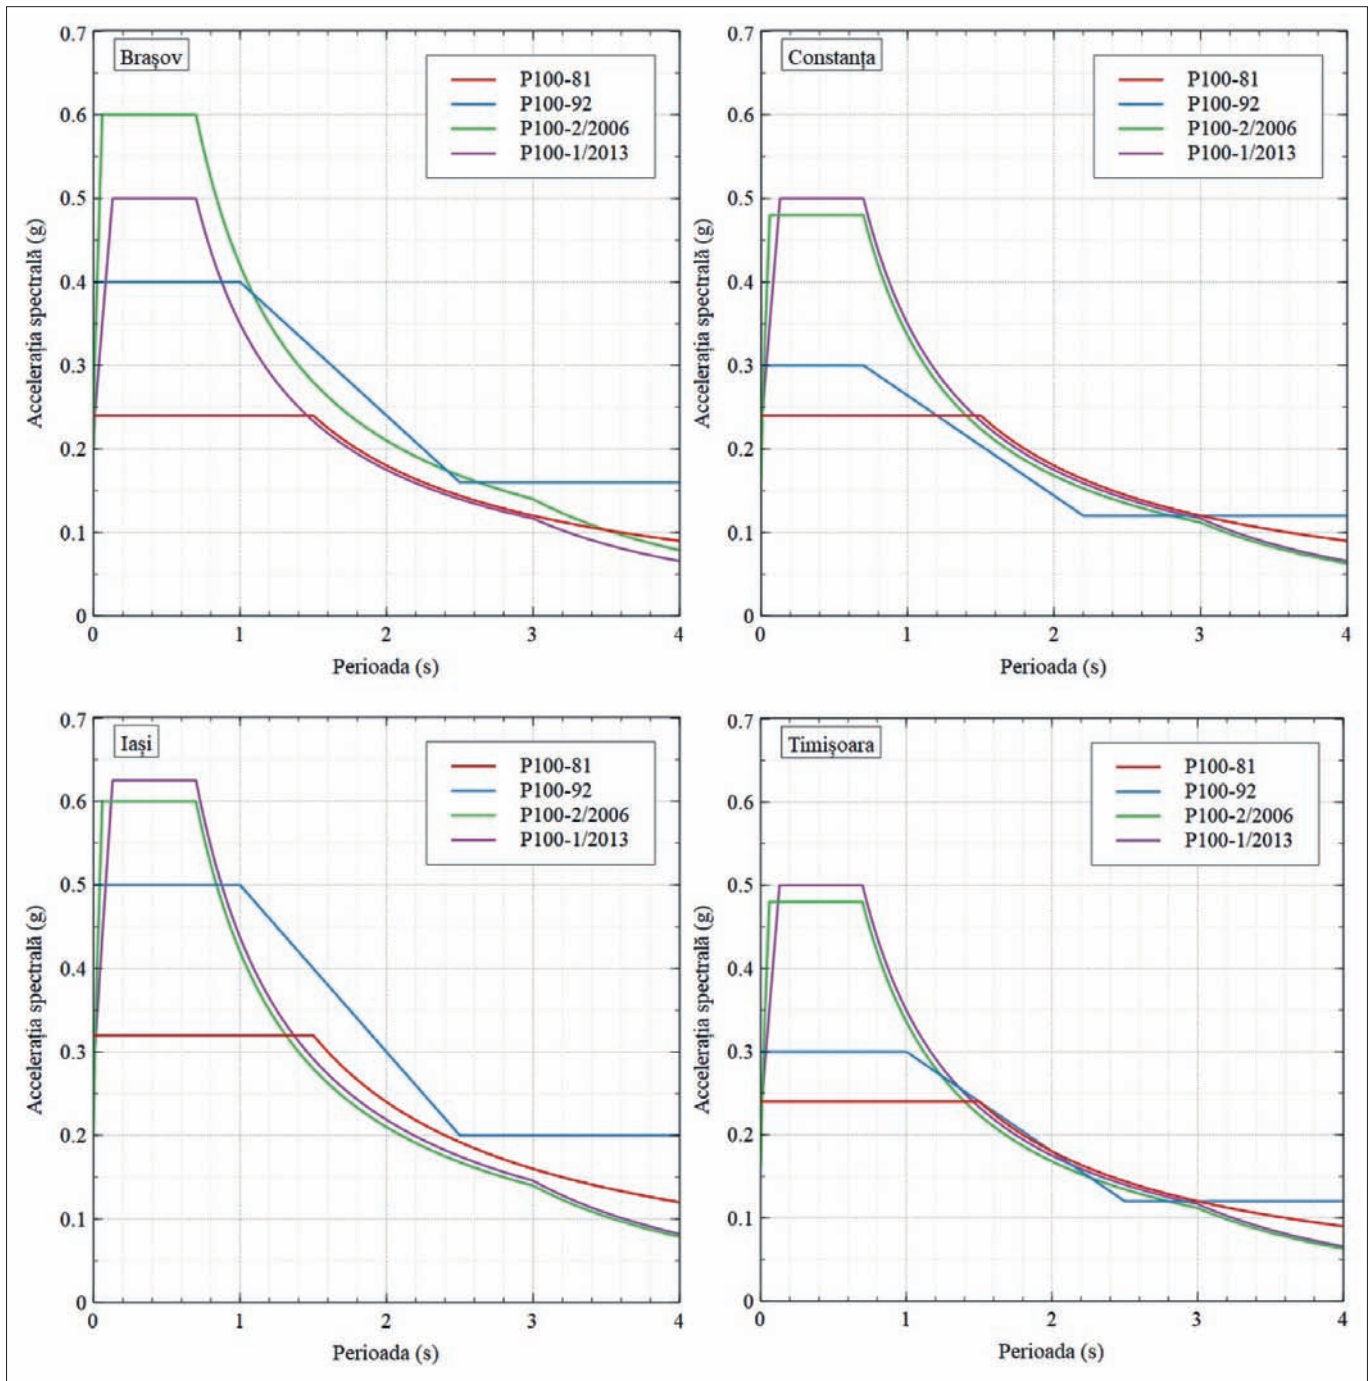 Braşov
P100-81
P100-92
P100-2/2006
P100-1/2013
Accelerația spectrală (g)
0.7
0.6
0.5
0.4
0.3
0.2
0.1
0
0 1 2 3 4
Perioada (s)
Constanţa
P100-81
P100-92
P100-2/2006
P100-1/2013
Accelerația spectrală (g)
0.7
0.6
0.5
0.4
0.3
0.2
0.1
0
0 1 2 3 4
Perioada (s)
Iaşi
P100-81
P100-92
P100-2/2006
P100-1/2013
Accelerația spectrală (g)
0.7
0.6
0.5
0.4
0.3
0.2
0.1
0
0 1 2 3 4
Perioada (s)
Timişoara
P100-81
P100-92
P100-2/2006
P100-1/2013
Accelerația spectrală (g)
0.7
0.6
0.5
0.4
0.3
0.2
0.1
0
0 1 2 3 4
Perioada (s)